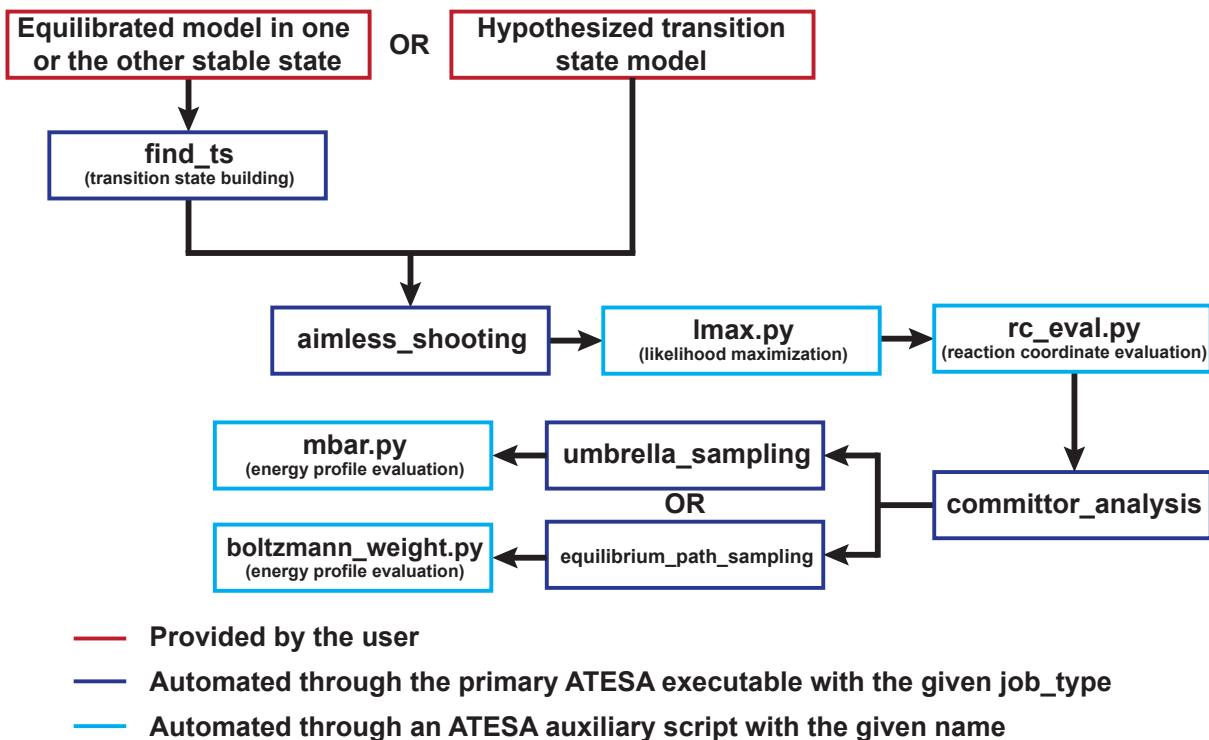 Equilibrated model in one
or the other stable state
OR
Hypothesized transition
state model
find_ts
(transition state building)
aimless_shooting
lmax.py
(likelihood maximization)
rc_eval.py
(reaction coordinate evaluation)
mbar.py
(energy profile evaluation)
umbrella_sampling
OR
committor_analysis
boltzmann_weight.py
(energy profile evaluation)
equilibrium_path_sampling
Provided by the user
Automated through the primary ATESA executable with the given job_type
Automated through an ATESA auxiliary script with the given name